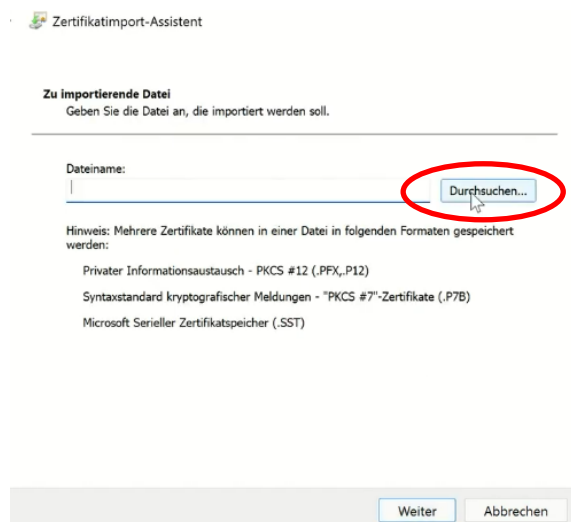 Zertifikatimport-Assistent
Zu importierende Datei
Geben Sie die Datei an, die importiert werden soll.
Dateiname:
Durchsuchen...
Hinweis: Mehrere Zertifikate können in einer Datei in folgenden Formaten gespeichert
werden:
Privater Informationsaustausch - PKCS #12 (.PFX,.P12)
Syntaxstandard kryptografischer Meldungen - "PKCS #7"-Zertifikate (.P7B)
Microsoft Serieller Zertifikatspeicher (.SST)
Weiter Abbrechen